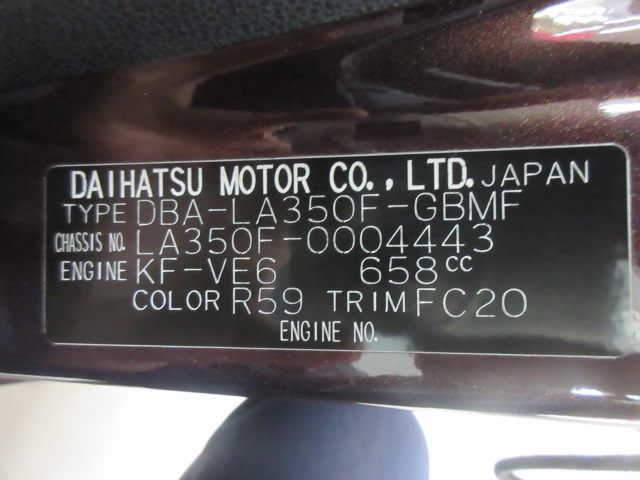 DAIHATSU MOTOR CO., LTD. JAPAN
TYPE DBA-LA350F-GBMF
CHASSIS NO. LA350F-0004443
ENGINE KF-VE6 658cc
COLOR R59 TRIM FC20
ENGINE NO.